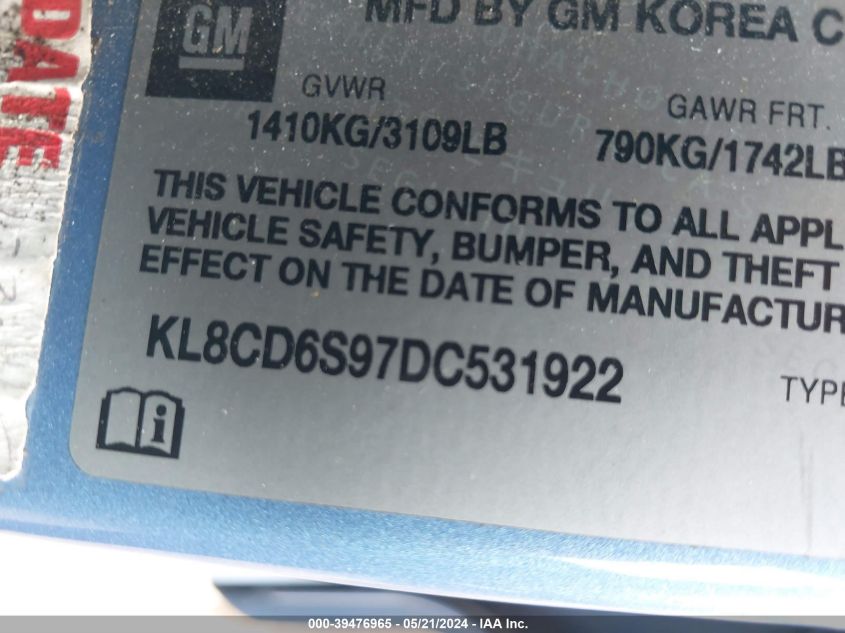 DATE
GM
MFD BY GM KOREA C
GVWR
GAWR FRT.
1410KG/3109LB
790KG/1742LB
THIS VEHICLE CONFORMS TO ALL APPL
VEHICLE SAFETY, BUMPER, AND THEFT
EFFECT ON THE DATE OF MANUFACTUR
KL8CD6S97DC531922
TYPE
i
000-39476965 / 05/21/2024 / IAA Inc.